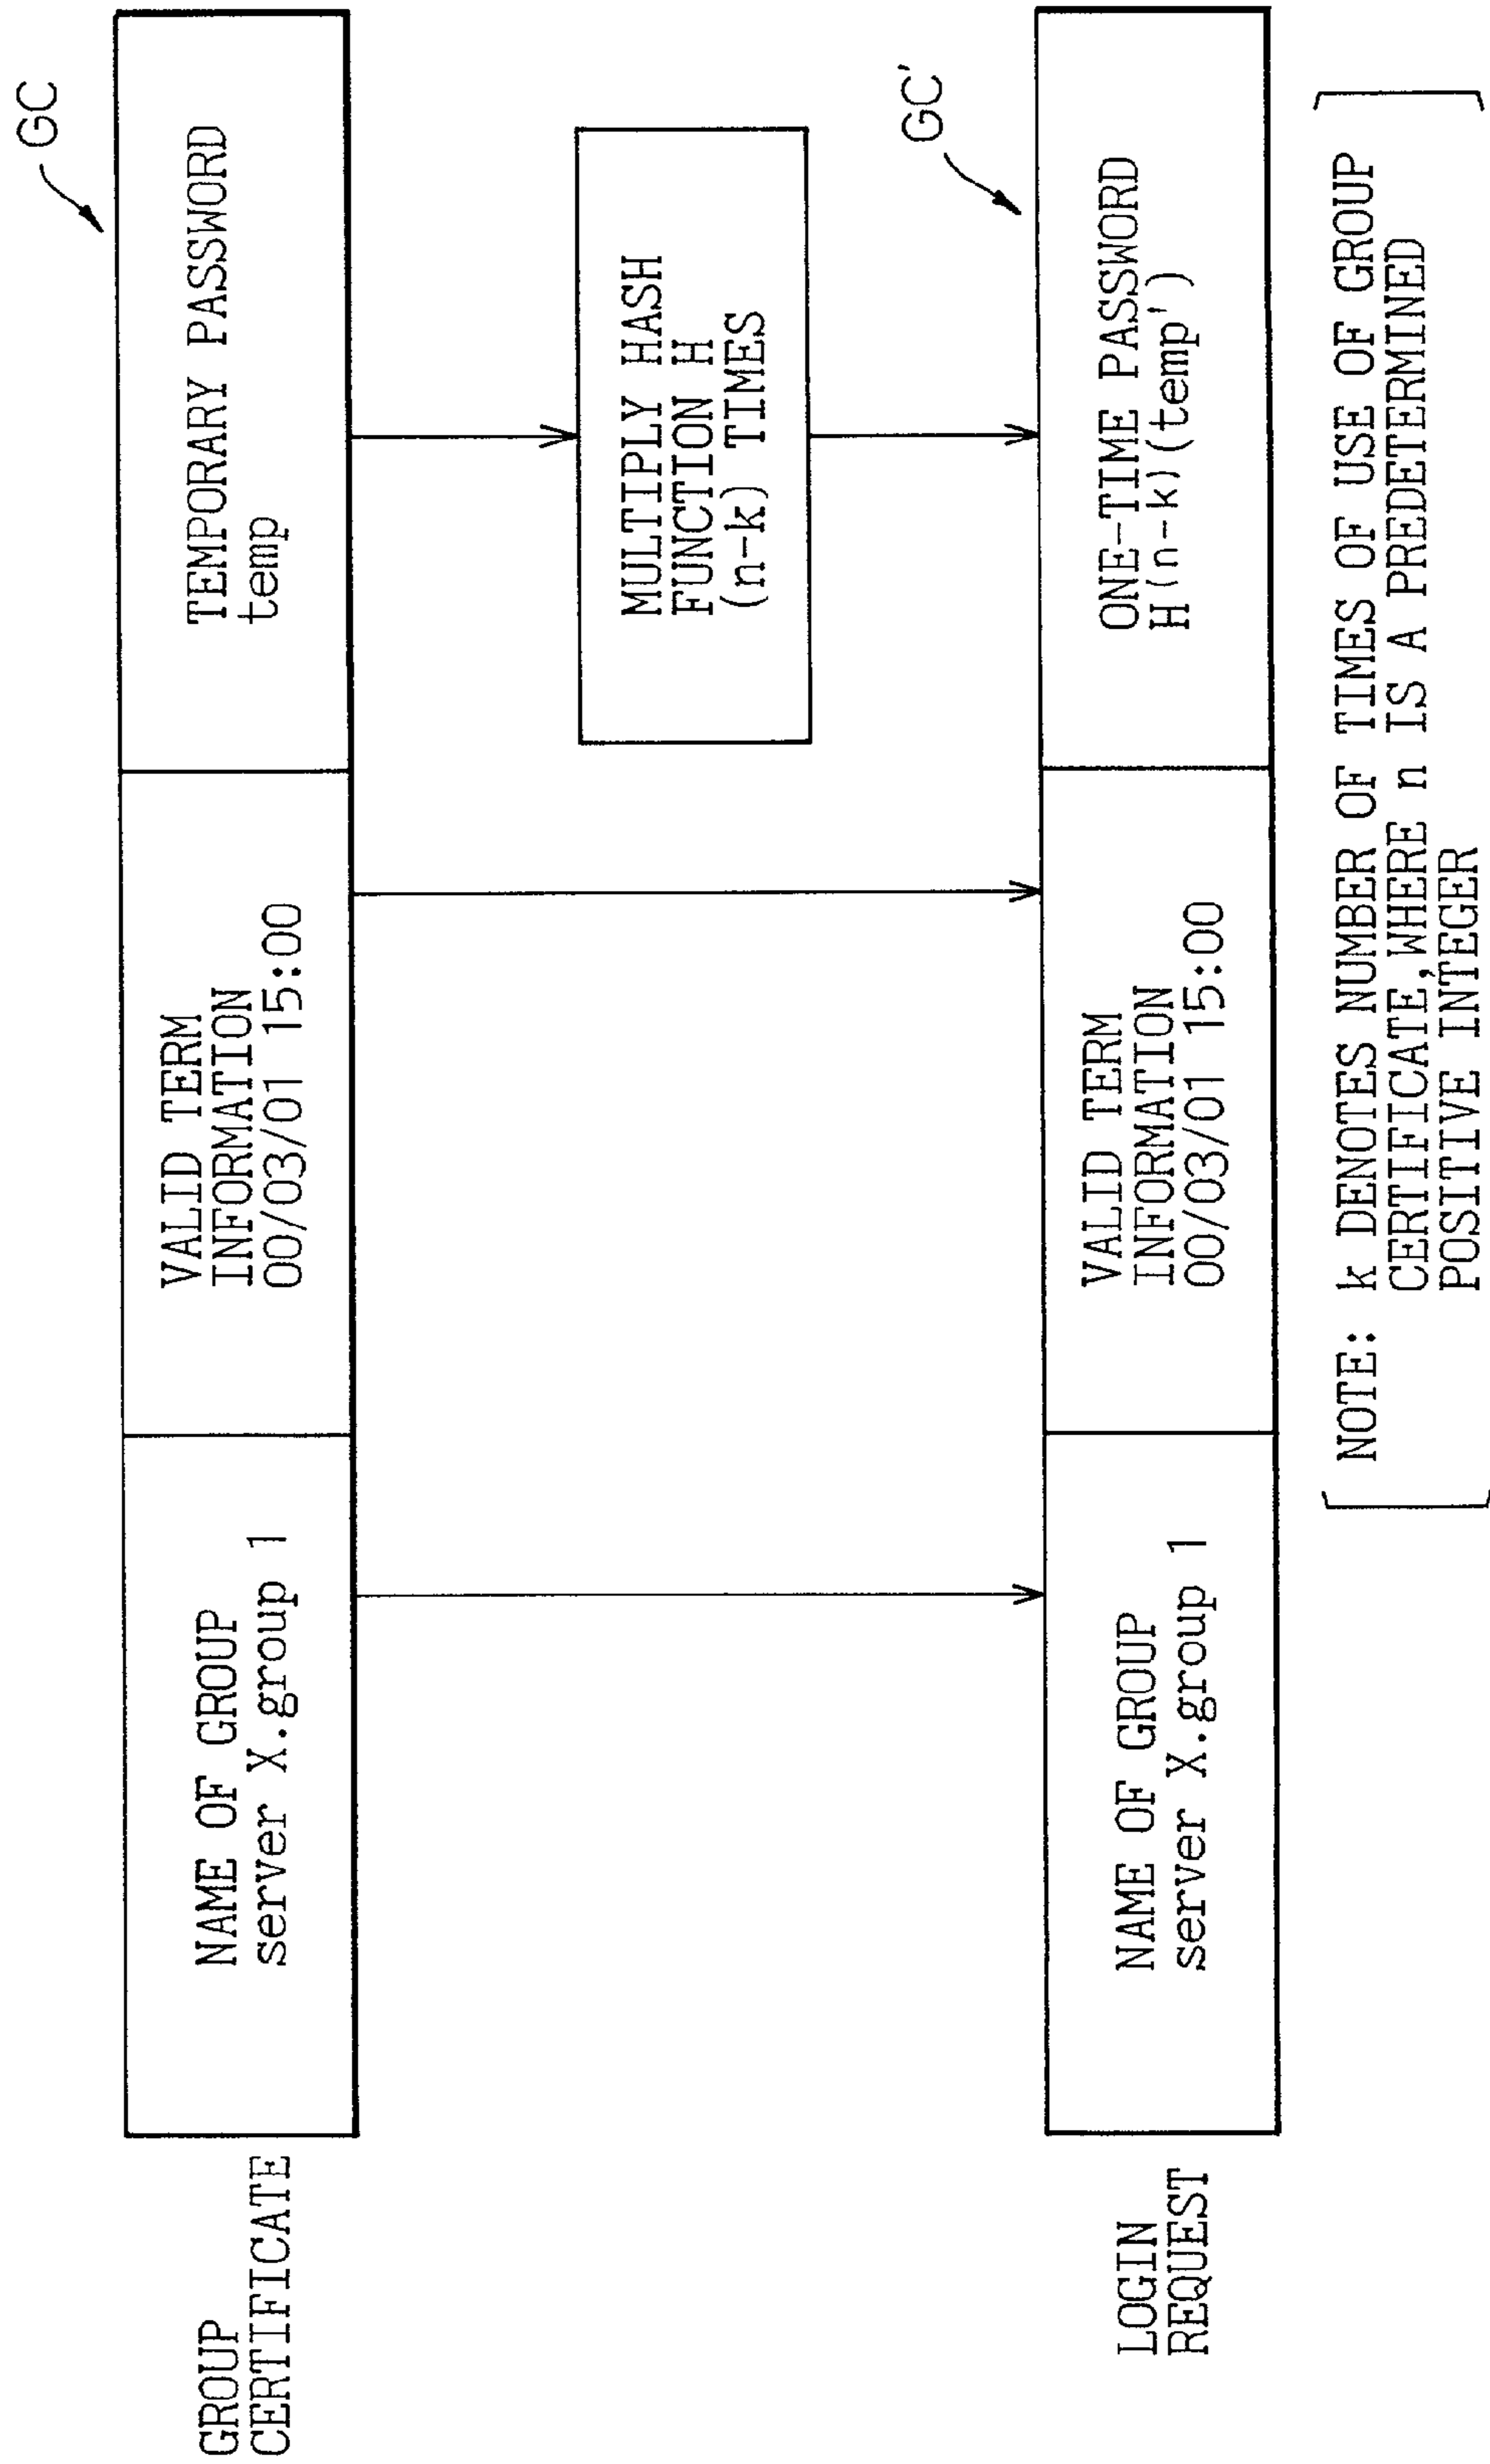 GC
GROUP
CERTIFICATE
NAME OF GROUP
server X.group 1
VALID TERM
INFORMATION
00/03/01 15:00
TEMPORARY PASSWORD
temp
MULTIPLY HASH
FUNCTION H
(n-k) TIMES
GC'
LOGIN
REQUEST
NAME OF GROUP
server X.group 1
VALID TERM
INFORMATION
00/03/01 15:00
ONE-TIME PASSWORD
H(n-k)(temp')
NOTE: k DENOTES NUMBER OF TIMES OF USE OF GROUP
CERTIFICATE,WHERE n IS A PREDETERMINED
POSITIVE INTEGER